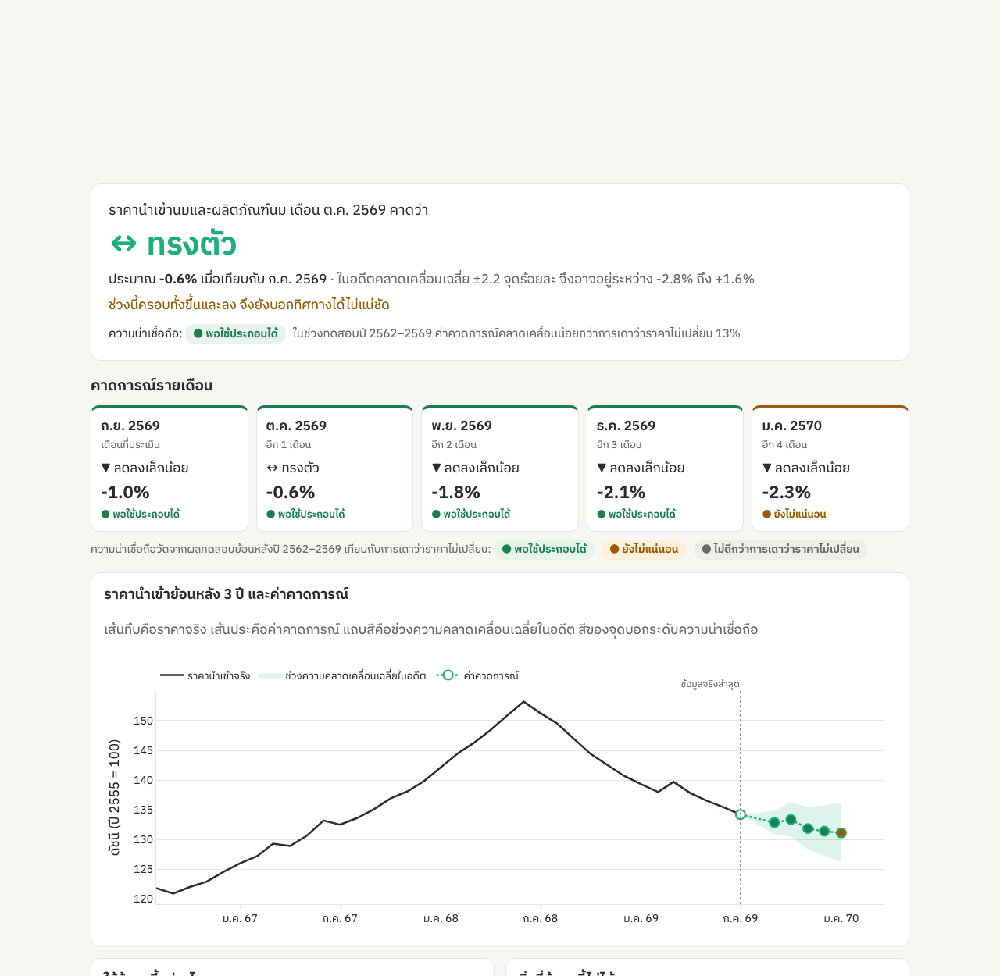 ราคานำเข้านมและผลิตภัณฑ์นม เดือน ต.ค. 2569 คาดว่า
↔ ทรงตัว
ประมาณ -0.6% เมื่อเทียบกับ ก.ค. 2569 · ในอดีตคลาดเคลื่อนเฉลี่ย ±2.2 จุดร้อยละ จึงอาจอยู่ระหว่าง -2.8% ถึง +1.6%
ช่วงนี้ครอบทั้งขึ้นและลง จึงยังบอกทิศทางได้ไม่แน่ชัด
ความน่าเชื่อถือ: ● พอใช้ประกอบได้ ในช่วงทดสอบปี 2562–2569 ค่าคาดการณ์คลาดเคลื่อนน้อยกว่าการเดาว่าราคาไม่เปลี่ยน 13%
คาดการณ์รายเดือน
ก.ย. 2569
เดือนที่ประเมิน
▼ ลดลงเล็กน้อย
-1.0%
● พอใช้ประกอบได้
ต.ค. 2569
อีก 1 เดือน
↔ ทรงตัว
-0.6%
● พอใช้ประกอบได้
พ.ย. 2569
อีก 2 เดือน
▼ ลดลงเล็กน้อย
-1.8%
● พอใช้ประกอบได้
ธ.ค. 2569
อีก 3 เดือน
▼ ลดลงเล็กน้อย
-2.1%
● พอใช้ประกอบได้
ม.ค. 2570
อีก 4 เดือน
▼ ลดลงเล็กน้อย
-2.3%
● ยังไม่แน่นอน
ความน่าเชื่อถือวัดจากผลทดสอบย้อนหลังปี 2562–2569 เทียบกับการเดาว่าราคาไม่เปลี่ยน: ● พอใช้ประกอบได้ ● ยังไม่แน่นอน ● ไม่ดีกว่าการเดาว่าราคาไม่เปลี่ยน
ราคานำเข้าย้อนหลัง 3 ปี และค่าคาดการณ์
เส้นทึบคือราคาจริง เส้นประคือค่าคาดการณ์ แถบสีคือช่วงความคลาดเคลื่อนเฉลี่ยในอดีต สีของจุดบอกระดับความน่าเชื่อถือ
ราคานำเข้าจริง ช่วงความคลาดเคลื่อนเฉลี่ยในอดีต ค่าคาดการณ์
ข้อมูลจริงล่าสุด
ดัชนี (ปี 2555 = 100)
150
145
140
135
130
125
120
ม.ค. 67 ก.ค. 67 ม.ค. 68 ก.ค. 68 ม.ค. 69 ก.ค. 69 ม.ค. 70